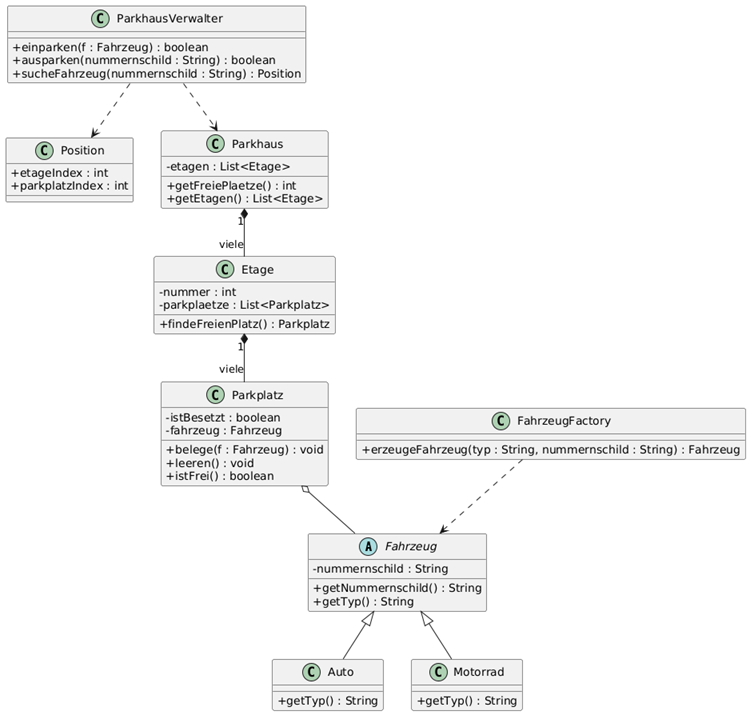 C ParkhausVerwalter
+einparken(f : Fahrzeug) : boolean
+ausparken(nummernschild : String) : boolean
+sucheFahrzeug(nummernschild : String) : Position
C Position
+etageIndex : int
+parkplatzIndex : int
C Parkhaus
-etagen : List<Etage>
+getFreiePlaetze() : int
+getEtagen() : List<Etage>
1
viele
C Etage
-nummer : int
-parkplaetze : List<Parkplatz>
+findeFreienPlatz() : Parkplatz
1
viele
C Parkplatz
-istBesetzt : boolean
-fahrzeug : Fahrzeug
+belege(f : Fahrzeug) : void
+leeren() : void
+istFrei() : boolean
C FahrzeugFactory
+erzeugeFahrzeug(typ : String, nummernschild : String) : Fahrzeug
A Fahrzeug
-nummernschild : String
+getNummernschild() : String
+getTyp() : String
C Auto
+getTyp() : String
C Motorrad
+getTyp() : String